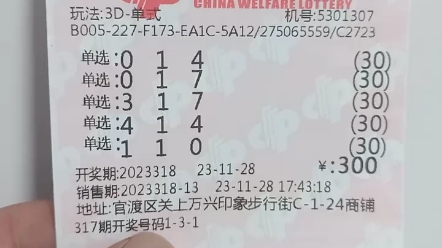 CHINA WELFARE LOTTERY
玩法:3D-单式 机号:5301307
B005-227-F173-EA1C-5A12/275065559/C2723
单选:0 1 4 (30)
单选:0 1 7 (30)
单选:3 1 7 (30)
单选:4 1 4 (30)
单选:1 1 0 (30)
开奖期:2023318 23-11-28 ¥:300
销售期:2023318-13 23-11-28 17:43:18
地址:官渡区关上万兴印象步行街C-1-24商铺
317期开奖号码1-3-1